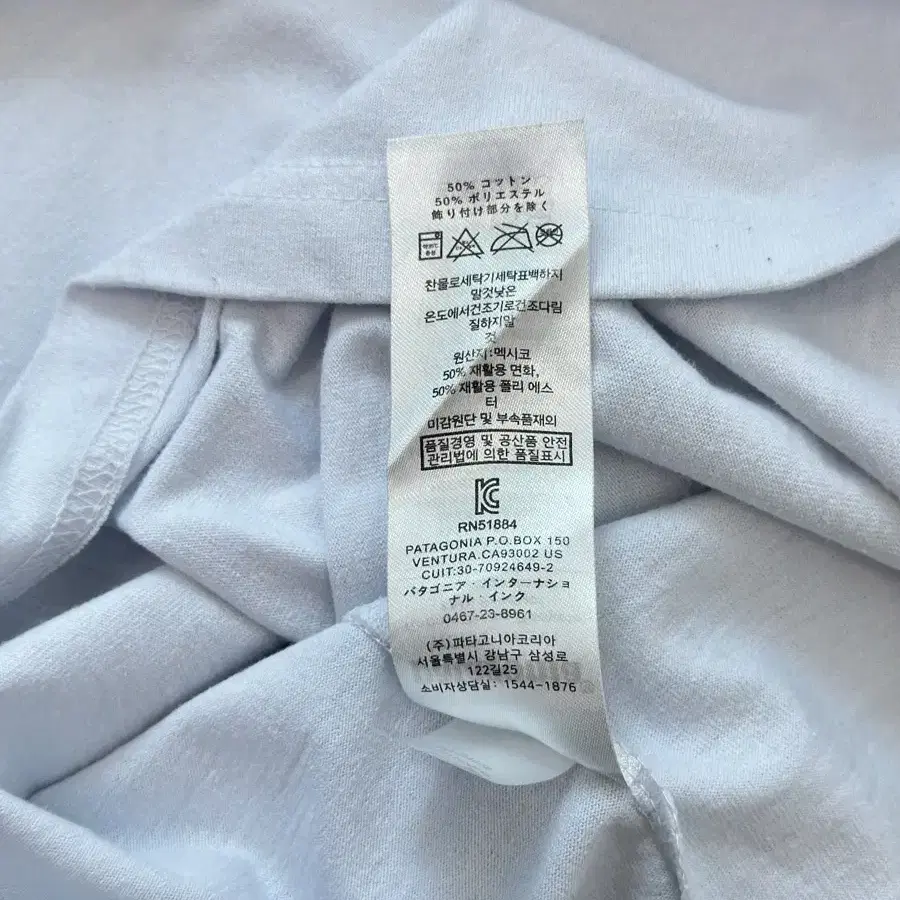 50% コットン
50% ポリエステル
飾り付け部分を除く
찬물로세탁기세탁표백하지
말것낮은
온도에서건조기로건조다림
질하지말
것
원산지:멕시코
50% 재활용 면화,
50% 재활용 폴리 에스
터
미감원단 및 부속품재의
품질경영 및 공산품 안전
관리법에 의한 품질표시
RN51884
PATAGONIA P.O.BOX 150
VENTURA.CA93002 US
CUIT:30-70924649-2
パタゴニア・インターナショ
ナル・インク
0467-23-8961
(주)파타고니아코리아
서울특별시 강남구 삼성로
122길25
소비자상담실: 1544-1876